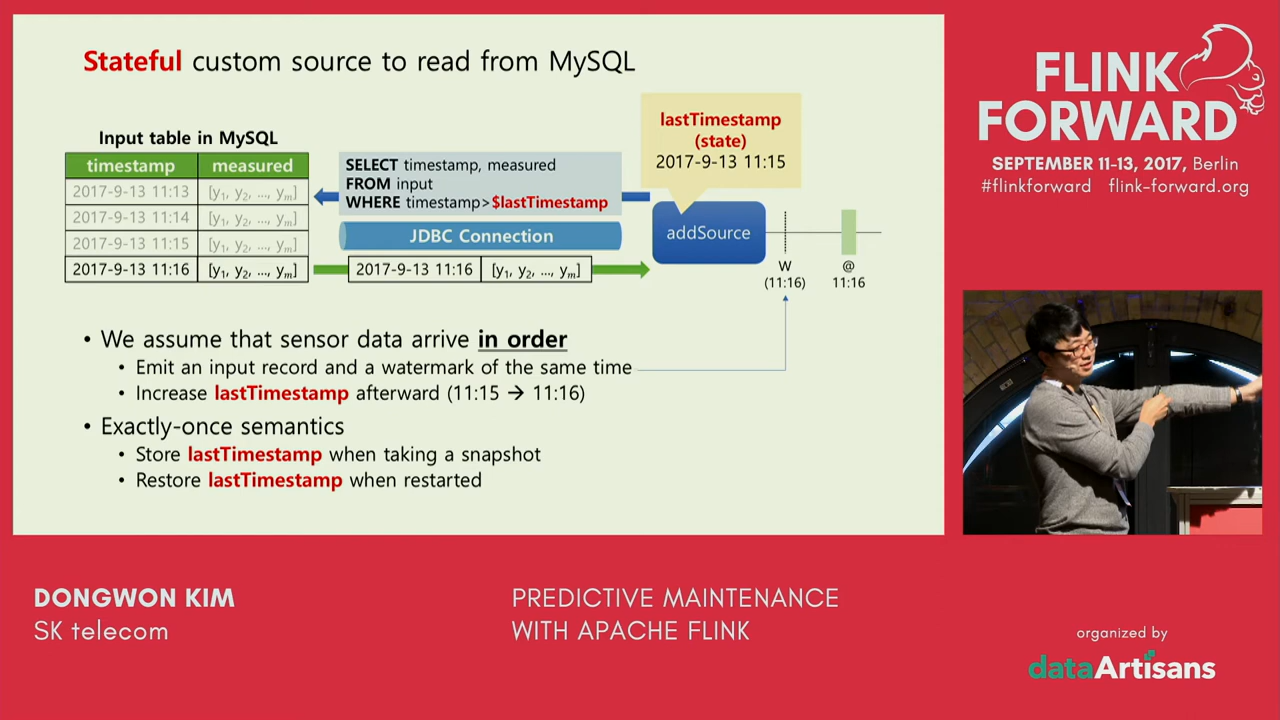 Stateful custom source to read from MySQL
Input table in MySQL
timestamp measured
2017-9-13 11:13 [y1, y2, ..., ym]
2017-9-13 11:14 [y1, y2, ..., ym]
2017-9-13 11:15 [y1, y2, ..., ym]
2017-9-13 11:16 [y1, y2, ..., ym]
SELECT timestamp, measured
FROM input
WHERE timestamp>$lastTimestamp
JDBC Connection
2017-9-13 11:16 [y1, y2, ..., ym]
lastTimestamp
(state)
2017-9-13 11:15
addSource
W
(11:16)
@
11:16
• We assume that sensor data arrive in order
• Emit an input record and a watermark of the same time
• Increase lastTimestamp afterward (11:15 → 11:16)
• Exactly-once semantics
• Store lastTimestamp when taking a snapshot
• Restore lastTimestamp when restarted
FLINK
FORWARD
SEPTEMBER 11-13, 2017, Berlin
#flinkforward flink-forward.org
DONGWON KIM
SK telecom
PREDICTIVE MAINTENANCE
WITH APACHE FLINK
organized by
dataArtisans